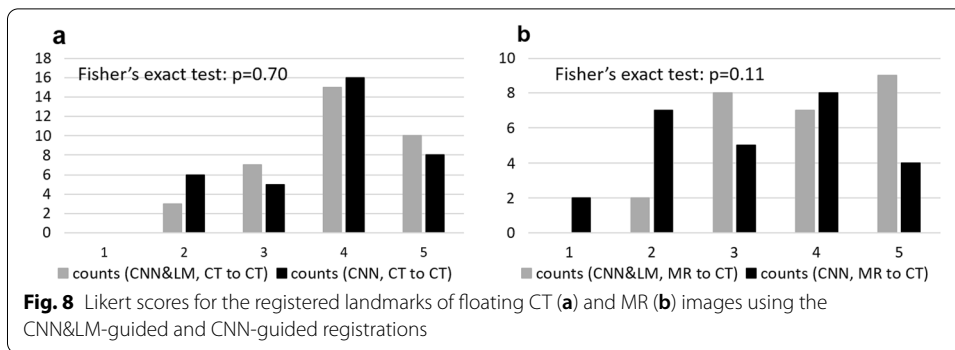 a
18
Fisher's exact test: p=0.70
16
14
12
10
8
6
4
2
0
1 2 3 4 5
counts (CNN&LM, CT to CT) counts (CNN, CT to CT)
b
10
Fisher's exact test: p=0.11
8
6
4
2
0
1 2 3 4 5
counts (CNN&LM, MR to CT) counts (CNN, MR to CT)
Fig. 8 Likert scores for the registered landmarks of floating CT (a) and MR (b) images using the
CNN&LM-guided and CNN-guided registrations